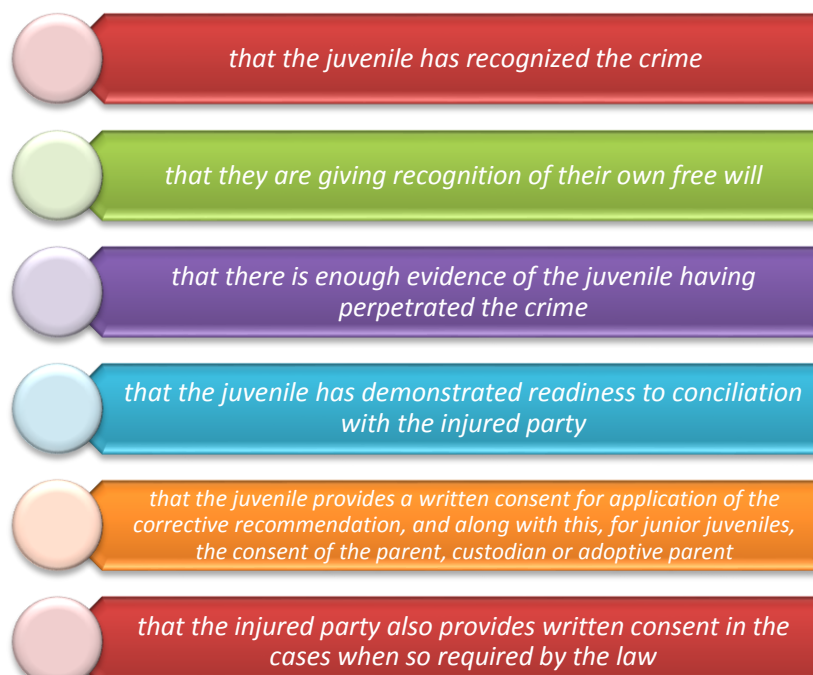 that the juvenile has recognized the crime
that they are giving recognition of their own free will
that there is enough evidence of the juvenile having
perpetrated the crime
that the juvenile has demonstrated readiness to conciliation
with the injured party
that the juvenile provides a written consent for application of the
corrective recommendation, and along with this, for junior juveniles,
the consent of the parent, custodian or adoptive parent
that the injured party also provides written consent in the
cases when so required by the law